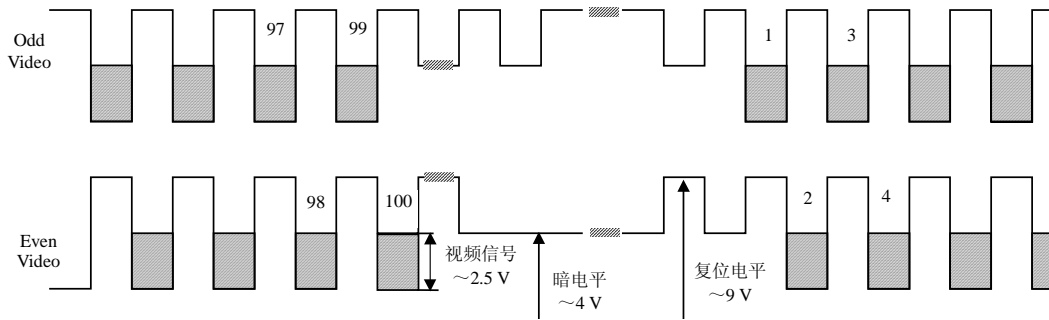 Odd
Video
97
99
1
3
Even
Video
98
100
2
4
视频信号
～2.5 V
暗电平
～4 V
复位电平
～9 V